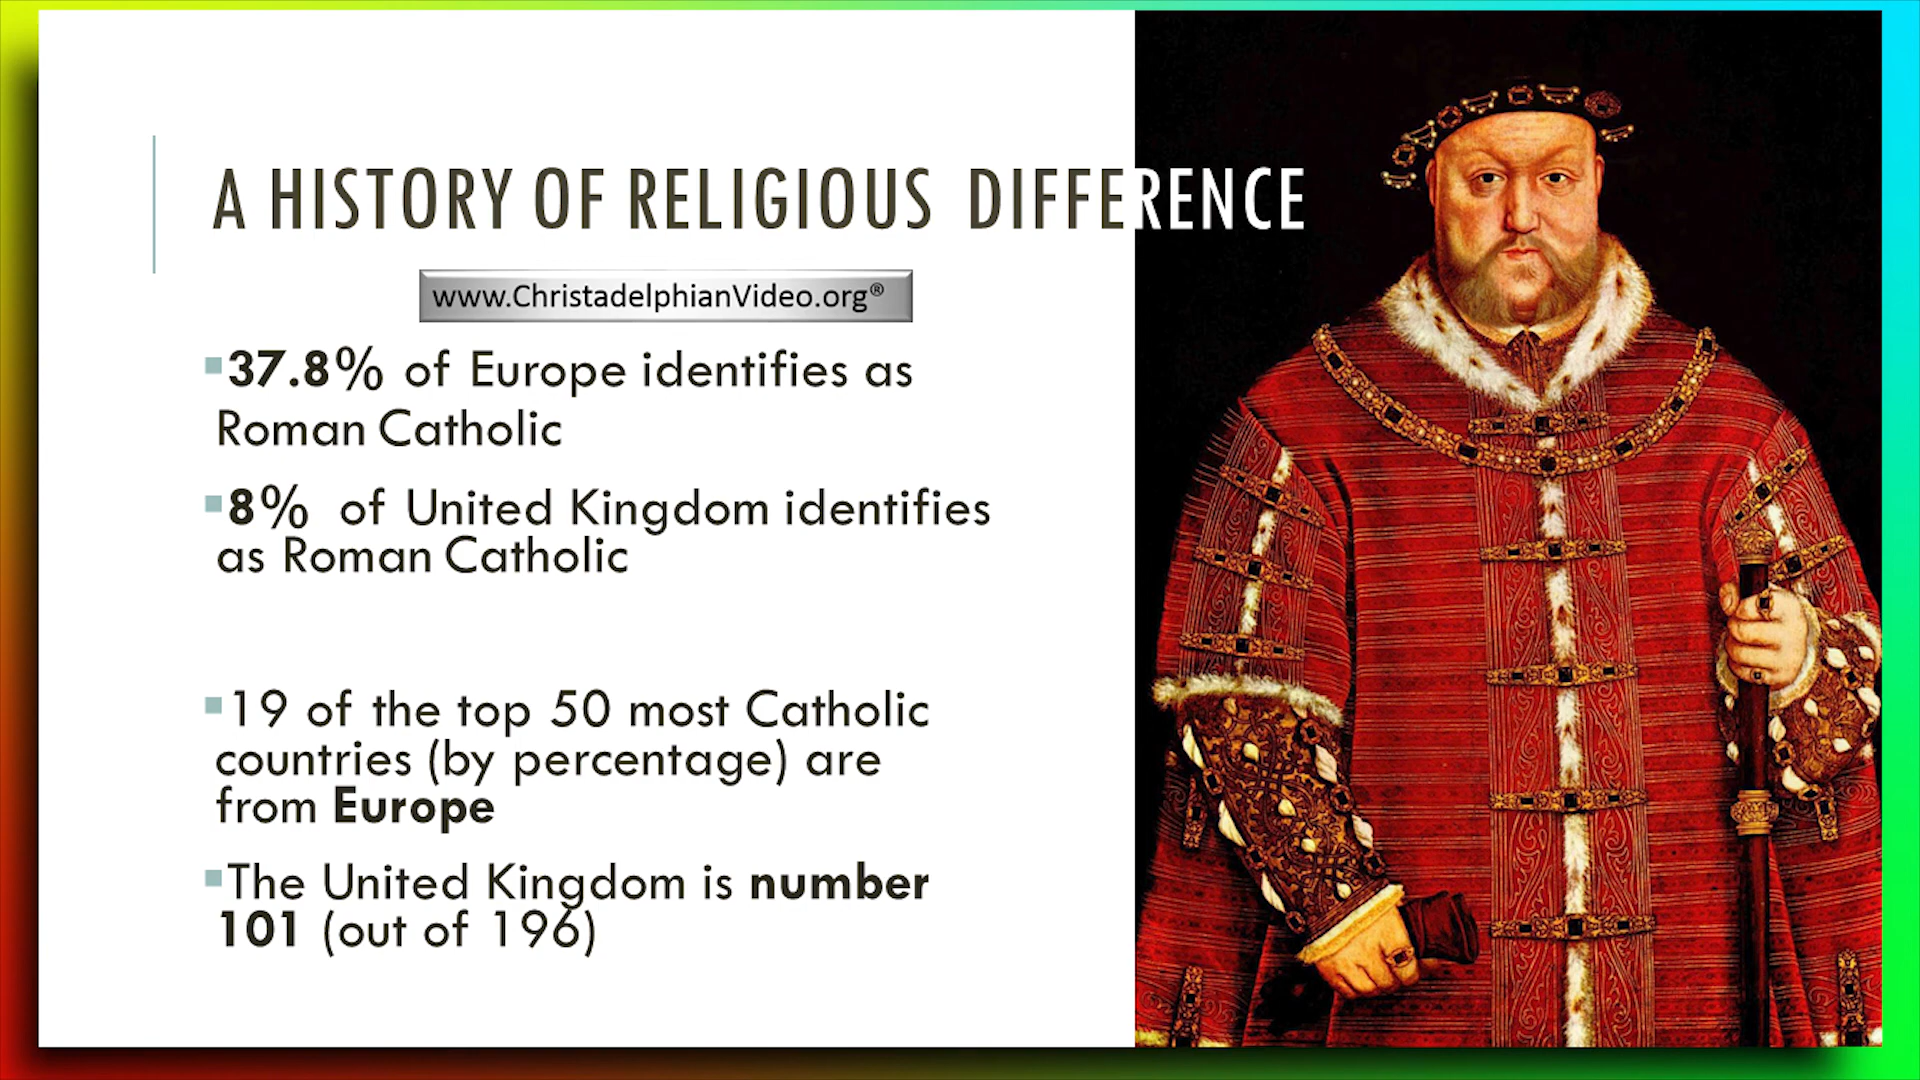 A HISTORY OF RELIGIOUS DIFFERENCE
www.ChristadelphianVideo.org®
▪37.8% of Europe identifies as
Roman Catholic
▪8% of United Kingdom identifies
as Roman Catholic
▪19 of the top 50 most Catholic
countries (by percentage) are
from Europe
▪The United Kingdom is number
101 (out of 196)